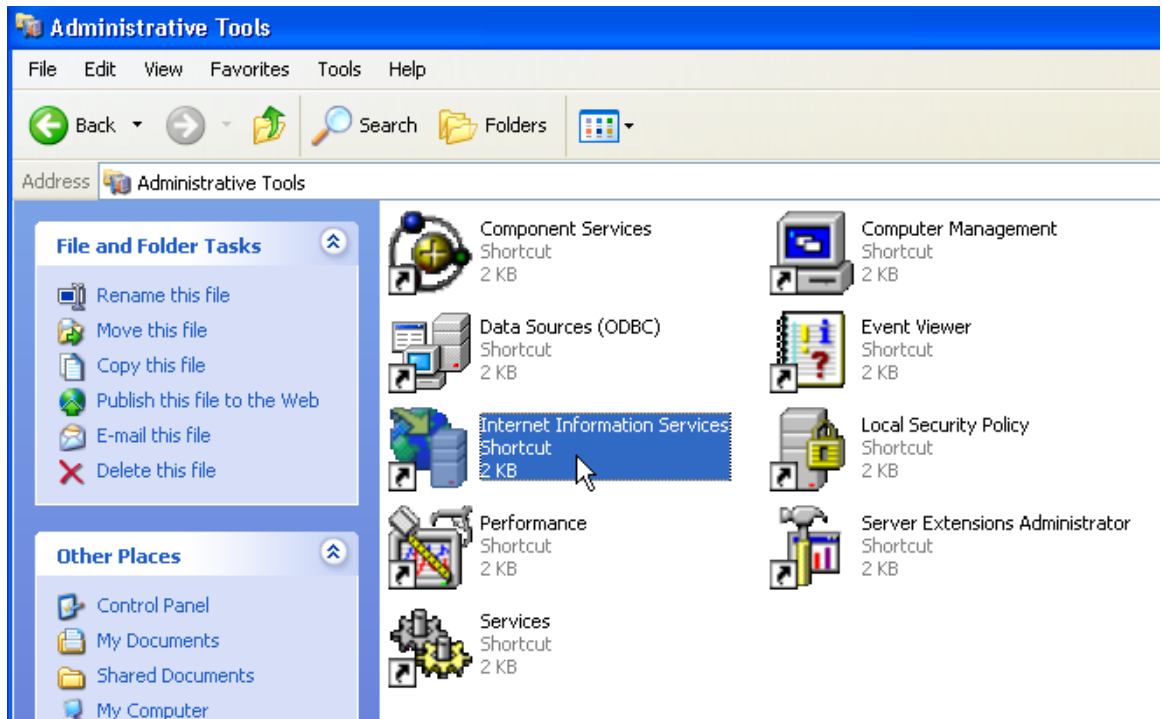 Administrative Tools
File Edit View Favorites Tools Help
Back Search Folders
Address Administrative Tools
File and Folder Tasks
Rename this file
Move this file
Copy this file
Publish this file to the Web
E-mail this file
Delete this file
Other Places
Control Panel
My Documents
Shared Documents
My Computer
Component Services
Shortcut
2 KB
Computer Management
Shortcut
2 KB
Data Sources (ODBC)
Shortcut
2 KB
Event Viewer
Shortcut
2 KB
Internet Information Services
Shortcut
2 KB
Local Security Policy
Shortcut
2 KB
Performance
Shortcut
2 KB
Server Extensions Administrator
Shortcut
2 KB
Services
Shortcut
2 KB